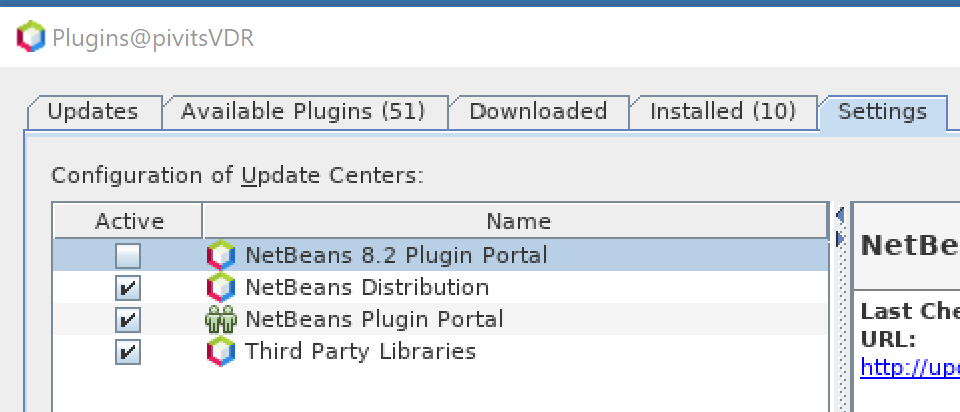 Plugins@pivitsVDR
Updates Available Plugins (51) Downloaded Installed (10) Settings
Configuration of Update Centers:
Active Name
NetBeans 8.2 Plugin Portal
NetBeans Distribution
NetBeans Plugin Portal
Third Party Libraries
NetBe
Last Che
URL:
http://up